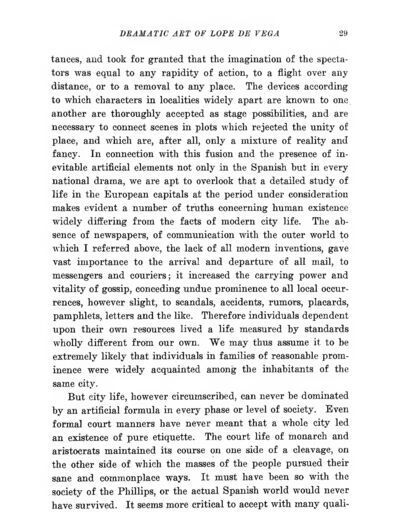 DRAMATIC ART OF LOPE DE VEGA 29
tances, and took for granted that the imagination of the specta-
tors was equal to any rapidity of action, to a flight over any
distance, or to a removal to any place. The devices according
to which characters in localities widely apart are known to one
another are thoroughly accepted as stage possibilities, and are
necessary to connect scenes in plots which rejected the unity of
place, and which are, after all, only a mixture of reality and
fancy. In connection with this fusion and the presence of in-
evitable artificial elements not only in the Spanish but in every
national drama, we are apt to overlook that a detailed study of
life in the European capitals at the period under consideration
makes evident a number of truths concerning human existence
widely differing from the facts of modern city life. The ab-
sence of newspapers, of communication with the outer world to
which I referred above, the lack of all modern inventions, gave
vast importance to the arrival and departure of all mail, to
messengers and couriers; it increased the carrying power and
vitality of gossip, conceding undue prominence to all local occur-
rences, however slight, to scandals, accidents, rumors, placards,
pamphlets, letters and the like. Therefore individuals dependent
upon their own resources lived a life measured by standards
wholly different from our own. We may thus assume it to be
extremely likely that individuals in families of reasonable prom-
inence were widely acquainted among the inhabitants of the
same city.
But city life, however circumscribed, can never be dominated
by an artificial formula in every phase or level of society. Even
formal court manners have never meant that a whole city led
an existence of pure etiquette. The court life of monarch and
aristocrats maintained its course on one side of a cleavage, on
the other side of which the masses of the people pursued their
sane and commonplace ways. It must have been so with the
society of the Phillips, or the actual Spanish world would never
have survived. It seems more critical to accept with many quali-